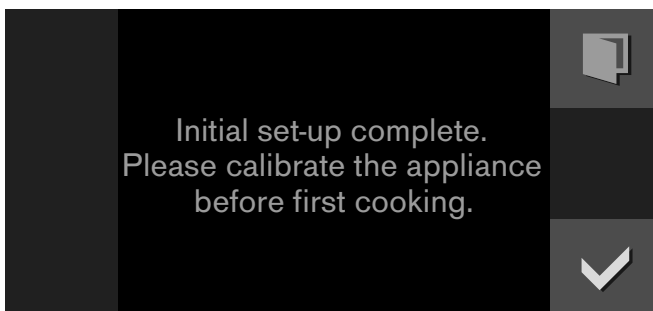 Initial set-up complete.
Please calibrate the appliance
before first cooking.